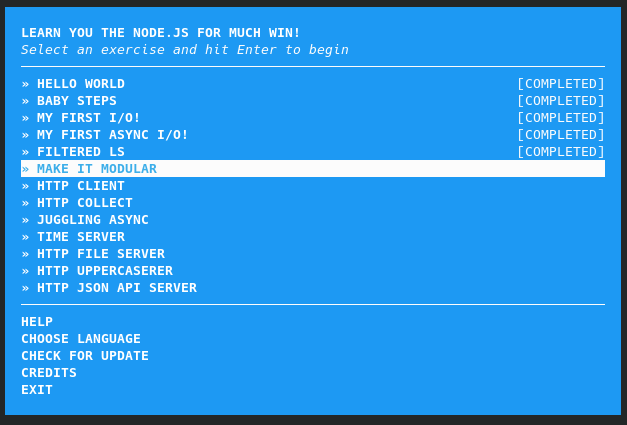 LEARN YOU THE NODE.JS FOR MUCH WIN!
Select an exercise and hit Enter to begin
» HELLO WORLD [COMPLETED]
» BABY STEPS [COMPLETED]
» MY FIRST I/O! [COMPLETED]
» MY FIRST ASYNC I/O! [COMPLETED]
» FILTERED LS [COMPLETED]
» MAKE IT MODULAR
» HTTP CLIENT
» HTTP COLLECT
» JUGGLING ASYNC
» TIME SERVER
» HTTP FILE SERVER
» HTTP UPPERCASERER
» HTTP JSON API SERVER
HELP
CHOOSE LANGUAGE
CHECK FOR UPDATE
CREDITS
EXIT